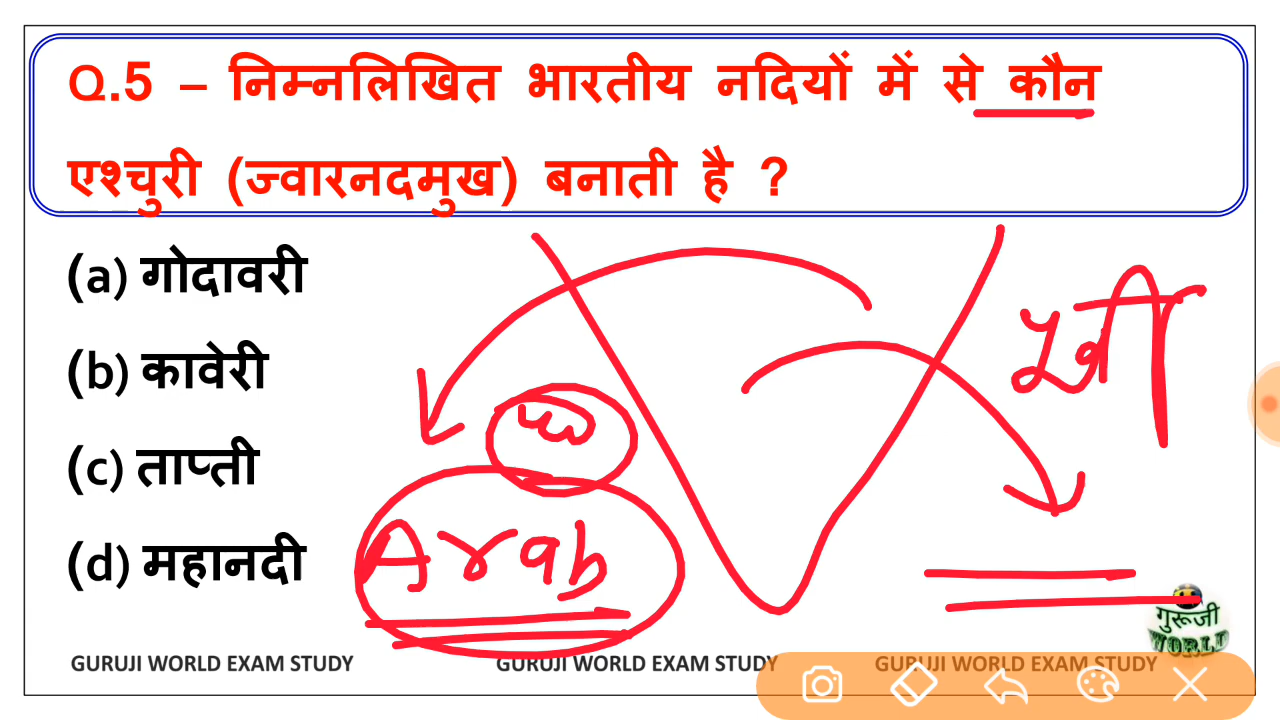 Q.5 – निम्नलिखित भारतीय नदियों में से कौन
एश्चुरी (ज्वारनदमुख) बनाती है ?
(a) गोदावरी
(b) कावेरी
(c) ताप्ती
(d) महानदी
Arab
गुरूजी
WORLD
GURUJI WORLD EXAM STUDY
GURUJI WORLD EXAM STUDY
GURUJI WORLD EXAM STUDY